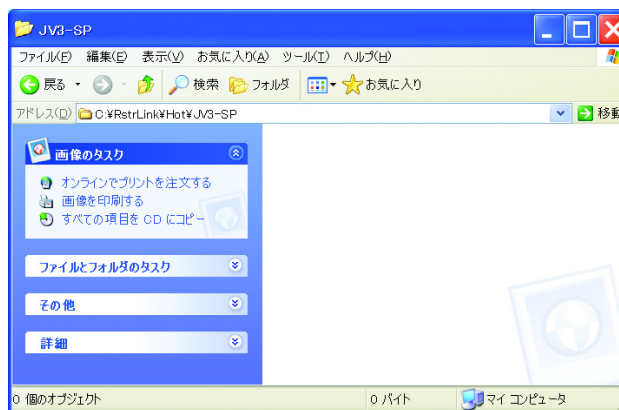 JV3-SP
ファイル(F) 編集(E) 表示(V) お気に入り(A) ツール(T) ヘルプ(H)
戻る 検索 フォルダ お気に入り
アドレス(D) C:¥RstrLink¥Hot¥JV3-SP 移動
画像のタスク
オンラインでプリントを注文する
画像を印刷する
すべての項目を CD にコピー
ファイルとフォルダのタスク
その他
詳細
0 個のオブジェクト 0 バイト マイ コンピュータ